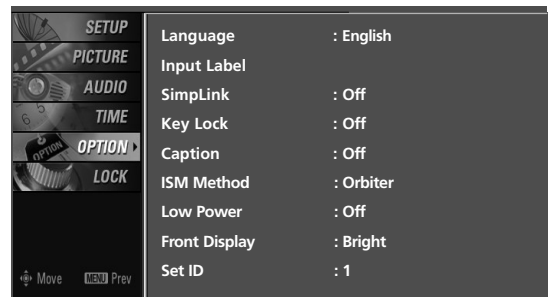 SETUP
PICTURE
AUDIO
TIME
OPTION
LOCK
Move MENU Prev
Language : English
Input Label
SimpLink : Off
Key Lock : Off
Caption : Off
ISM Method : Orbiter
Low Power : Off
Front Display : Bright
Set ID : 1